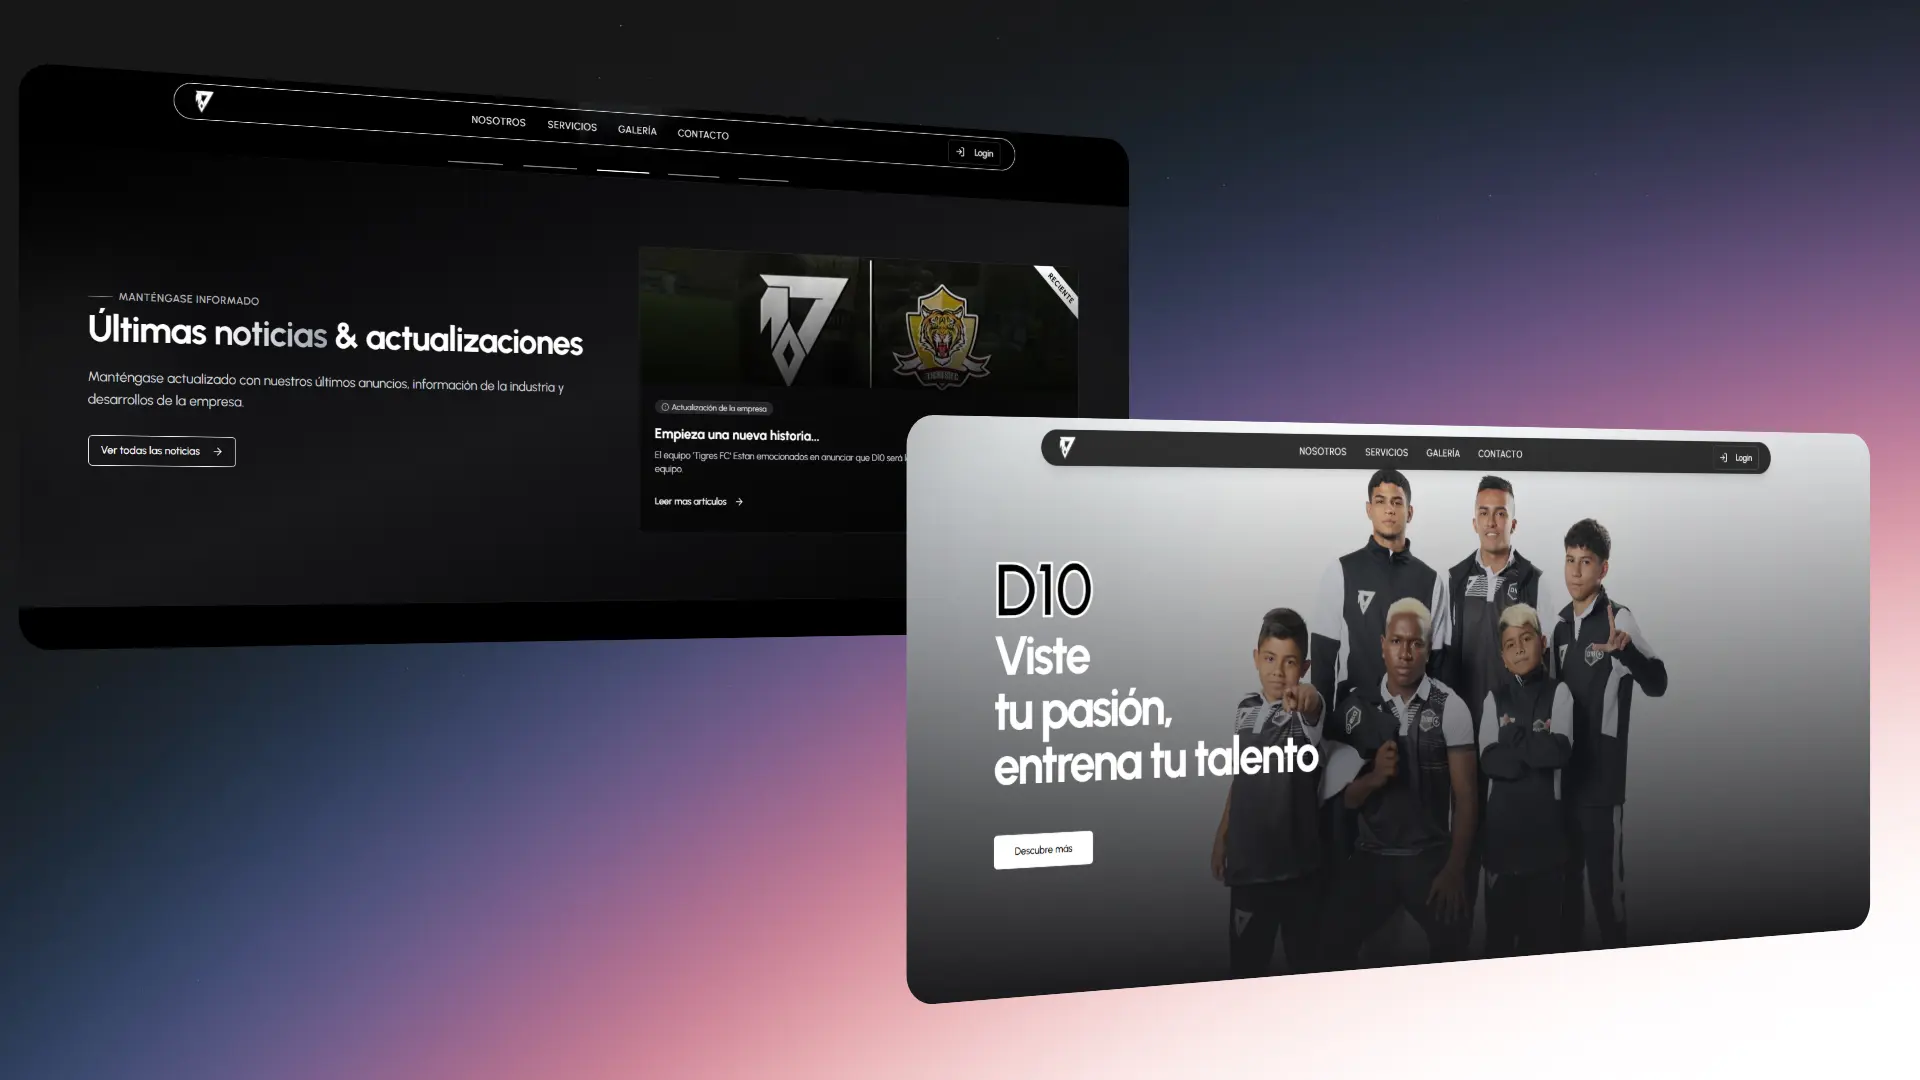 NOSOTROS SERVICIOS GALERÍA CONTACTO
Login
MANTÉNGASE INFORMADO
Últimas noticias & actualizaciones
Manténgase actualizado con nuestros últimos anuncios, información de la industria y
desarrollos de la empresa.
Ver todas las noticias
RECIENTE
TIGRES F.C
Actualización de la empresa
Empieza una nueva historia...
El equipo 'Tigres FC' Estan emocionados en anunciar que D10 será
equipo.
Leer mas artículos
NOSOTROS SERVICIOS GALERÍA CONTACTO
Login
D10
Viste
tu pasión,
entrena tu talento
Descubre más